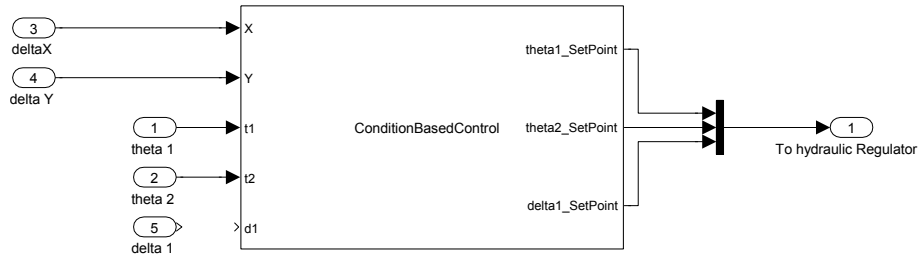 3
deltaX
4
delta Y
1
theta 1
2
theta 2
5
delta 1
X
Y
t1
t2
d1
ConditionBasedControl
theta1_SetPoint
theta2_SetPoint
delta1_SetPoint
1
To hydraulic Regulator